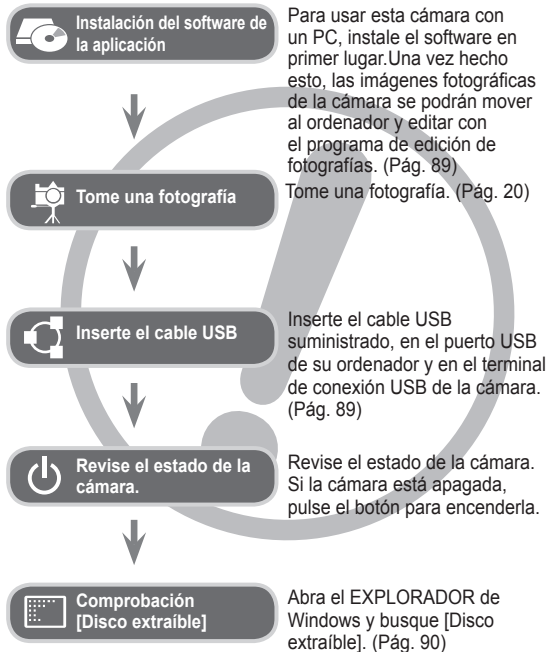 Instalación del software de
la aplicación
Para usar esta cámara con
un PC, instale el software en
primer lugar.Una vez hecho
esto, las imágenes fotográficas
de la cámara se podrán mover
al ordenador y editar con
el programa de edición de
fotografías. (Pág. 89)
Tome una fotografía
Tome una fotografía. (Pág. 20)
Inserte el cable USB
Inserte el cable USB
suministrado, en el puerto USB
de su ordenador y en el terminal
de conexión USB de la cámara.
(Pág. 89)
Revise el estado de la
cámara.
Revise el estado de la cámara.
Si la cámara está apagada,
pulse el botón para encenderla.
Comprobación
[Disco extraíble]
Abra el EXPLORADOR de
Windows y busque [Disco
extraíble]. (Pág. 90)